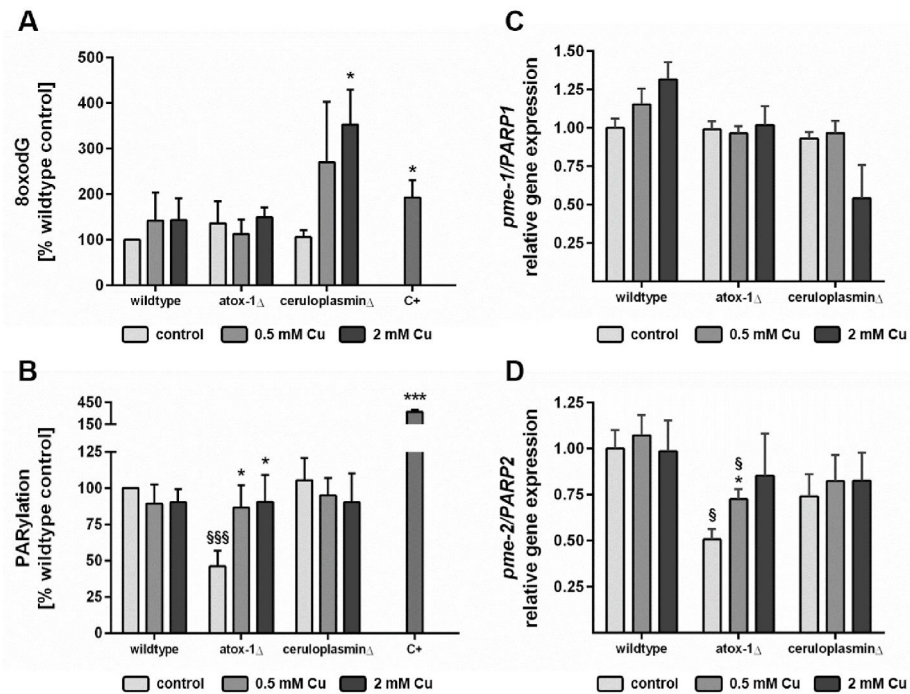 A
8oxodG
[% wildtype control]
500
400
300
200
100
0
*
*
wildtype
atox-1Δ
ceruloplasminΔ
C+
control
0.5 mM Cu
2 mM Cu
B
PARylation
[% wildtype control]
450
150
125
100
75
50
25
0
§§§
*
*
***
wildtype
atox-1Δ
ceruloplasminΔ
C+
control
0.5 mM Cu
2 mM Cu
C
pme-1/PARP1
relative gene expression
1.50
1.25
1.00
0.75
0.50
0.25
wildtype
atox-1Δ
ceruloplasminΔ
control
0.5 mM Cu
2 mM Cu
D
pme-2/PARP2
relative gene expression
1.25
1.00
0.75
0.50
0.25
§
§
*
wildtype
atox-1Δ
ceruloplasminΔ
control
0.5 mM Cu
2 mM Cu